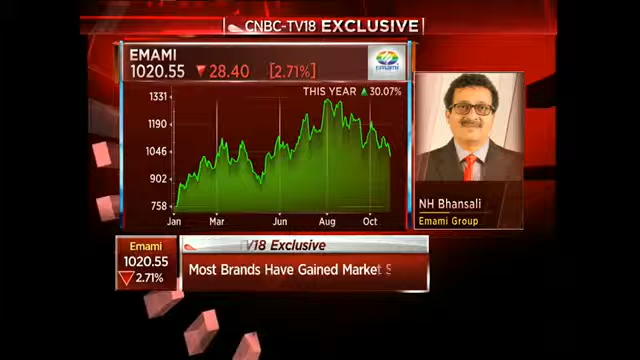 CNBC-TV18 EXCLUSIVE
EMAMI
1020.55 ▼ 28.40 [2.71%]
emami
THIS YEAR ▲ 30.07%
1331
1190
1046
902
758
Jan Mar Jun Aug Oct
NH Bhansali
Emami Group
Emami
1020.55
▽ 2.71%
TV18 Exclusive
Most Brands Have Gained Market S